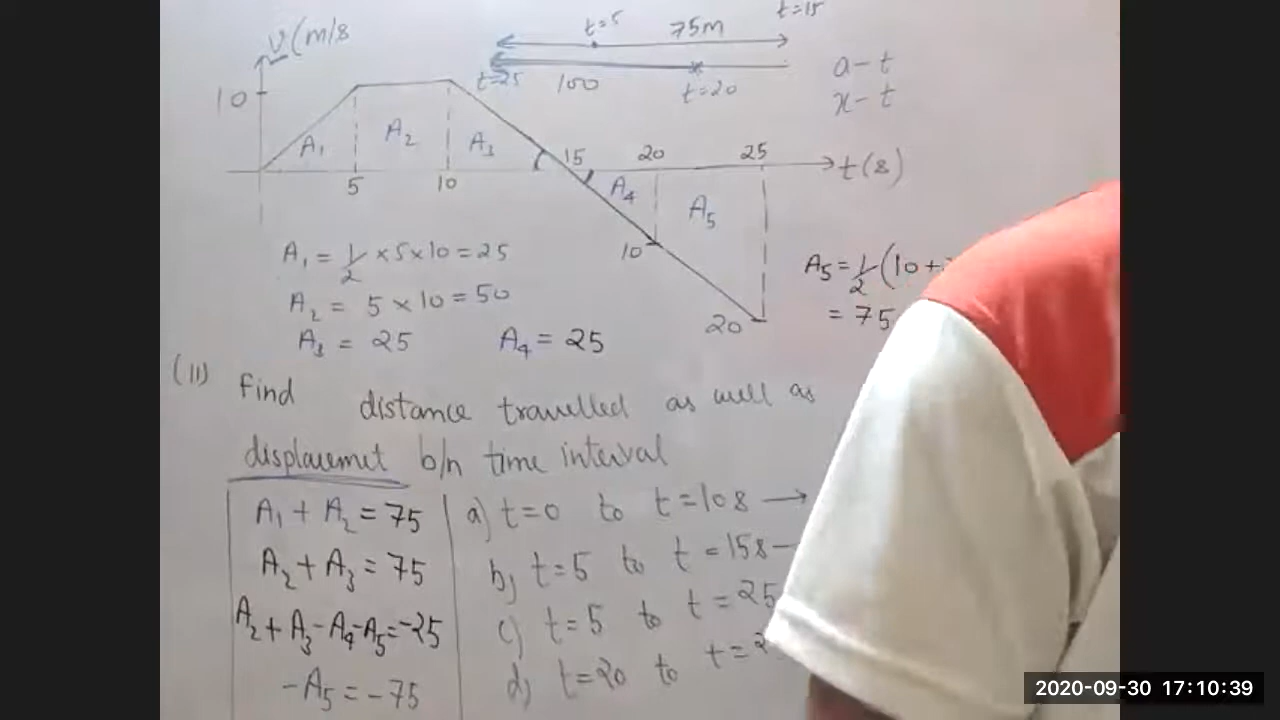 v(m/s
t=5 75m t=15
t=25 100 t=20
a-t
x-t
10
A₁ A₂ A₃ 15 20 25 t(s)
5 10 A₄ A₅
10
20
A₁ = 1/2 ×5×10 = 25
A₂ = 5 × 10 = 50
A₃ = 25 A₄ = 25
A₅ = 1/2 (10+
= 75
(II) Find distance travelled as well as
displacemet b/n time interval
A₁ + A₂ = 75 a) t=0 to t=10s →
A₂ + A₃ = 75 b) t=5 to t=15s
A₂ + A₃ - A₄ - A₅ = -25 c) t=5 to t=25
-A₅ = -75 d) t=20 to t=2
2020-09-30 17:10:39